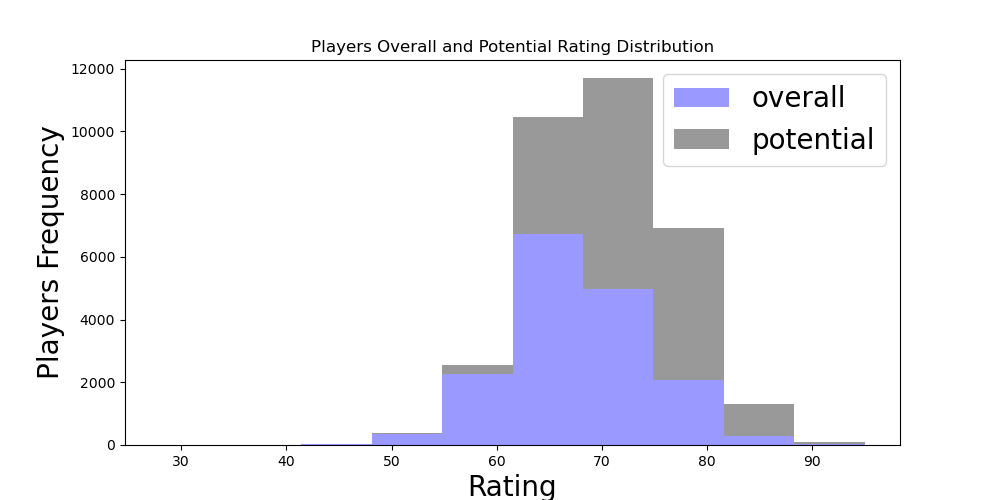 Players Overall and Potential Rating Distribution
12000
10000
8000
6000
4000
2000
0
Players Frequency
overall
potential
30 40 50 60 70 80 90
Rating